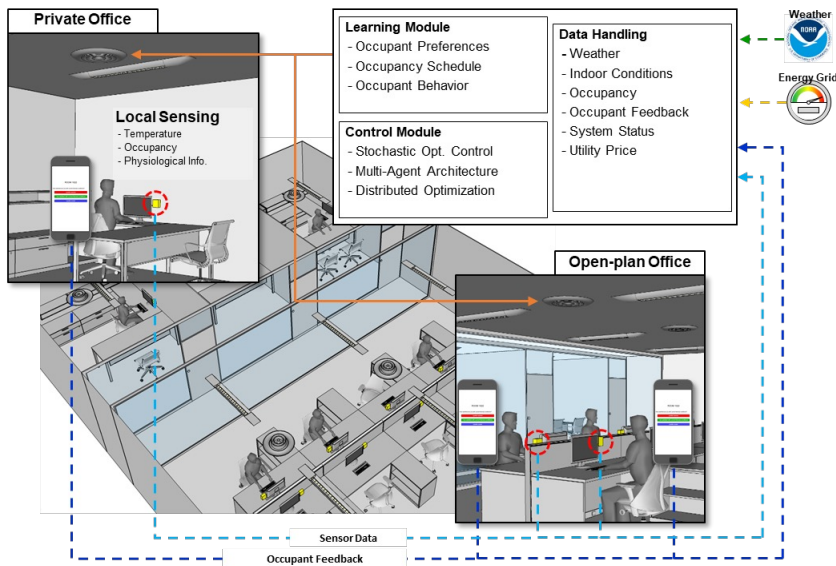 Private Office
Local Sensing
- Temperature
- Occupancy
- Physiological Info.
Learning Module
- Occupant Preferences
- Occupancy Schedule
- Occupant Behavior
Control Module
- Stochastic Opt. Control
- Multi-Agent Architecture
- Distributed Optimization
Data Handling
- Weather
- Indoor Conditions
- Occupancy
- Occupant Feedback
- System Status
- Utility Price
Weather
NOAA
Energy Grid
Open-plan Office
Sensor Data
Occupant Feedback